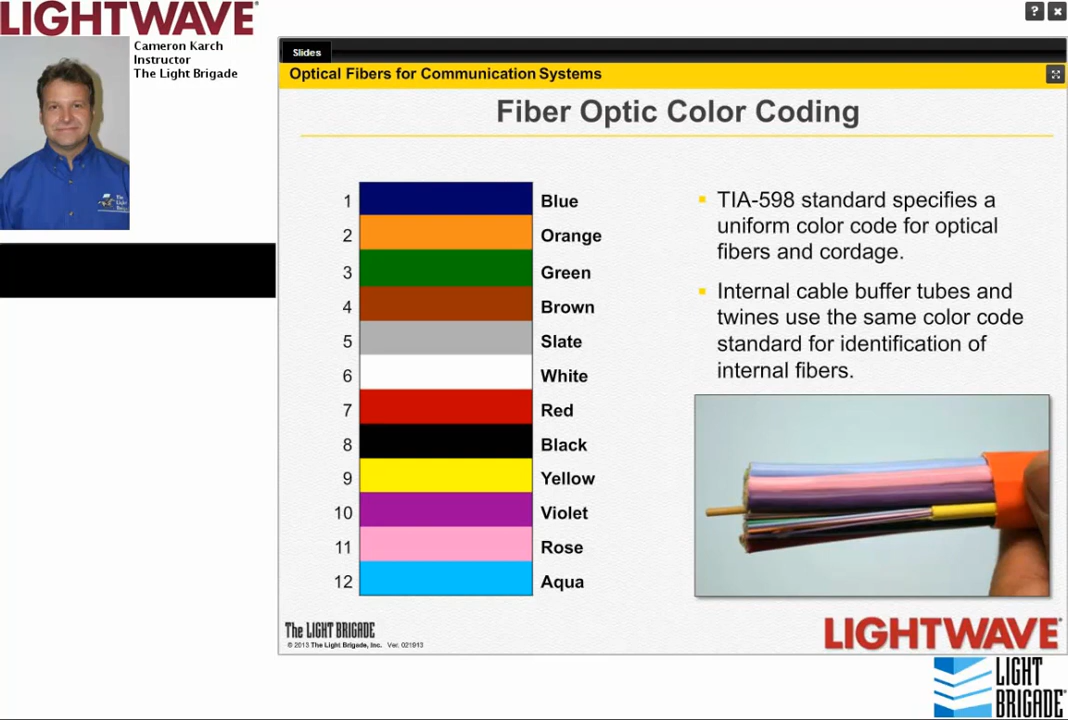 LIGHTWAVE®
Cameron Karch
Instructor
The Light Brigade
?
Slides
Optical Fibers for Communication Systems
Fiber Optic Color Coding
1 Blue
2 Orange
3 Green
4 Brown
5 Slate
6 White
7 Red
8 Black
9 Yellow
10 Violet
11 Rose
12 Aqua
TIA-598 standard specifies a
uniform color code for optical
fibers and cordage.
Internal cable buffer tubes and
twines use the same color code
standard for identification of
internal fibers.
The LIGHT BRIGADE
© 2013 The Light Brigade, Inc. Ver. 021913
LIGHTWAVE®
LIGHT
BRIGADE®